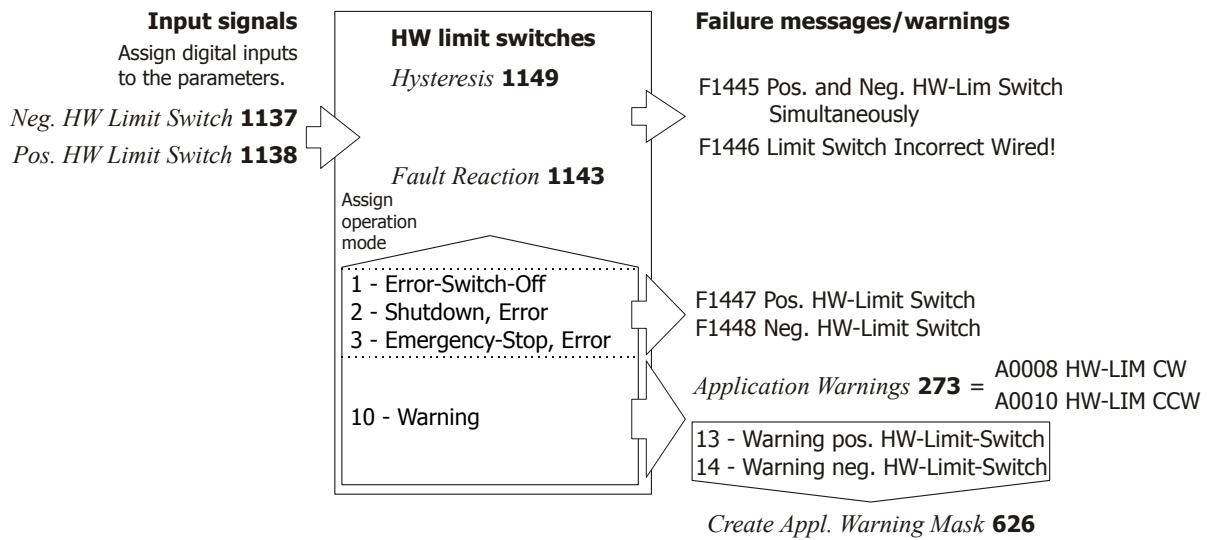 Input signals
Assign digital inputs
to the parameters.
Neg. HW Limit Switch 1137
Pos. HW Limit Switch 1138
HW limit switches
Hysteresis 1149
Fault Reaction 1143
Assign
operation
mode
1 - Error-Switch-Off
2 - Shutdown, Error
3 - Emergency-Stop, Error
10 - Warning
Failure messages/warnings
F1445 Pos. and Neg. HW-Lim Switch
Simultaneously
F1446 Limit Switch Incorrect Wired!
F1447 Pos. HW-Limit Switch
F1448 Neg. HW-Limit Switch
Application Warnings 273 =
A0008 HW-LIM CW
A0010 HW-LIM CCW
13 - Warning pos. HW-Limit-Switch
14 - Warning neg. HW-Limit-Switch
Create Appl. Warning Mask 626